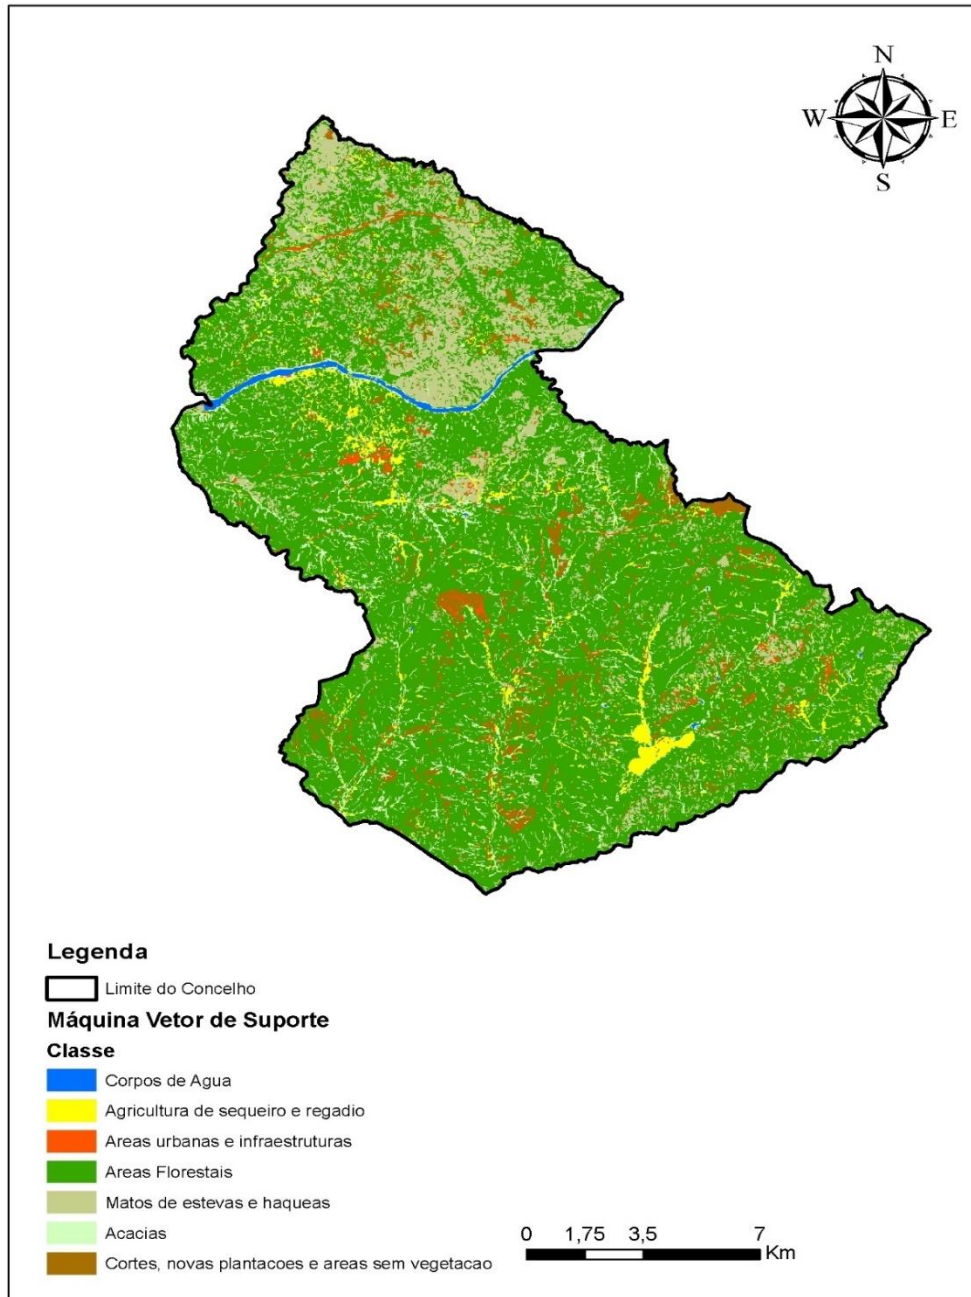 N
W E
S
Legenda
Limite do Concelho
Máquina Vetor de Suporte
Classe
Corpos de Agua
Agricultura de sequeiro e regadio
Areas urbanas e infraestruturas
Areas Florestais
Matos de estevas e haqueas
Acacias
Cortes, novas plantacoes e areas sem vegetacao
0 1,75 3,5 7
Km